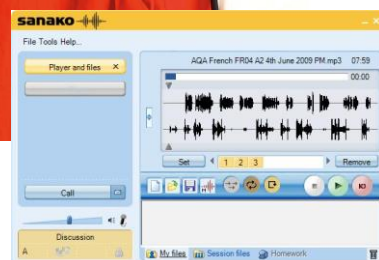 sanako
File Tools Help...
Player and files X
AQA French FR04 A2 4th June 2009 PM.mp3 07:59
00:00
Set 1 2 3 Remove
Call
Discussion
A
My files Session files Homework